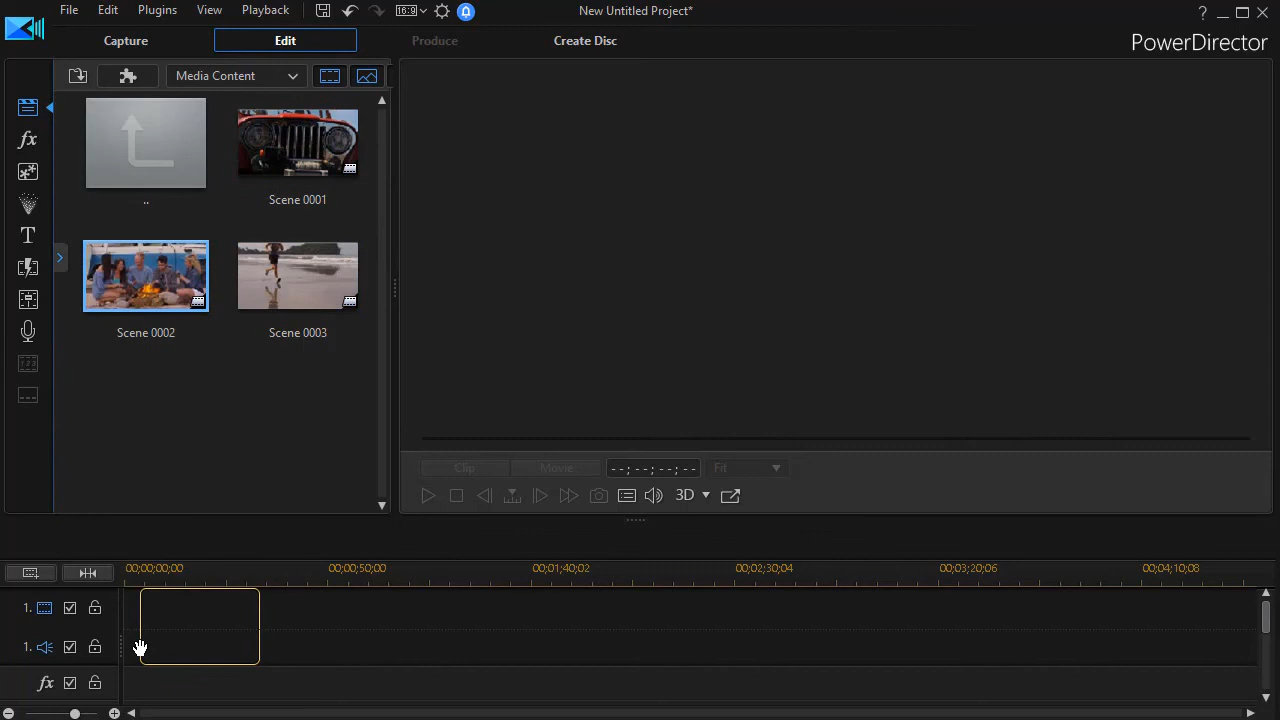 File Edit Plugins View Playback 16:9 New Untitled Project* ?
Capture Edit Produce Create Disc PowerDirector
Media Content
fx
.. Scene 0001
T
Scene 0002 Scene 0003
Clip Movie --;--;--;-- Fit
3D
00;00;00;00 00;00;50;00 00;01;40;02 00;02;30;04 00;03;20;06 00;04;10;08
1.
1.
fx